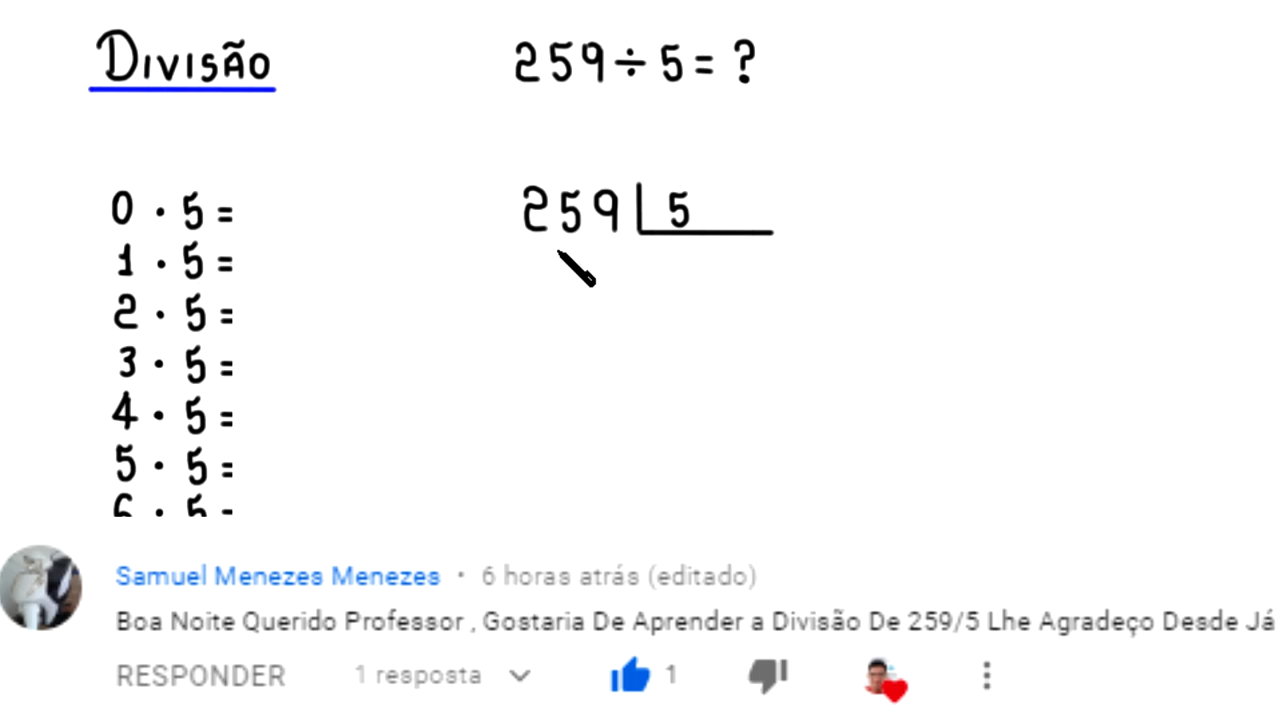 Divisão
259 ÷ 5 = ?
259 5
0 · 5 =
1 · 5 =
2 · 5 =
3 · 5 =
4 · 5 =
5 · 5 =
6 · 5 =
Samuel Menezes Menezes · 6 horas atrás (editado)
Boa Noite Querido Professor , Gostaria De Aprender a Divisão De 259/5 Lhe Agradeço Desde Já
RESPONDER 1 resposta 1